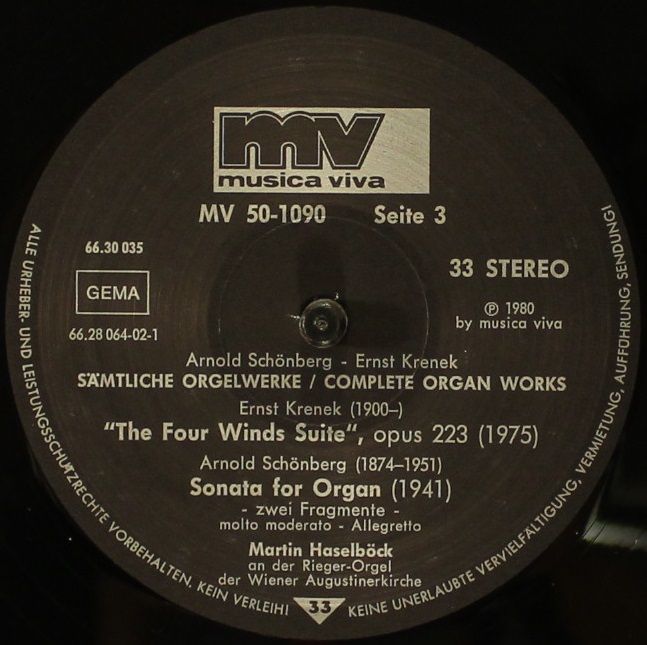 mv
musica viva
MV 50-1090 Seite 3
66.30 035
33 STEREO
GEMA
℗ 1980
by musica viva
66.28 064-02-1
Arnold Schönberg - Ernst Krenek
SÄMTLICHE ORGELWERKE / COMPLETE ORGAN WORKS
Ernst Krenek (1900–)
"The Four Winds Suite", opus 223 (1975)
Arnold Schönberg (1874–1951)
Sonata for Organ (1941)
- zwei Fragmente -
molto moderato - Allegretto
Martin Haselböck
an der Rieger-Orgel
der Wiener Augustinerkirche
33
ALLE URHEBER- UND LEISTUNGSSCHUTZRECHTE VORBEHALTEN. KEIN VERLEIH! KEINE UNERLAUBTE VERVIELFÄLTIGUNG, VERMIETUNG, AUFFÜHRUNG, SENDUNG!